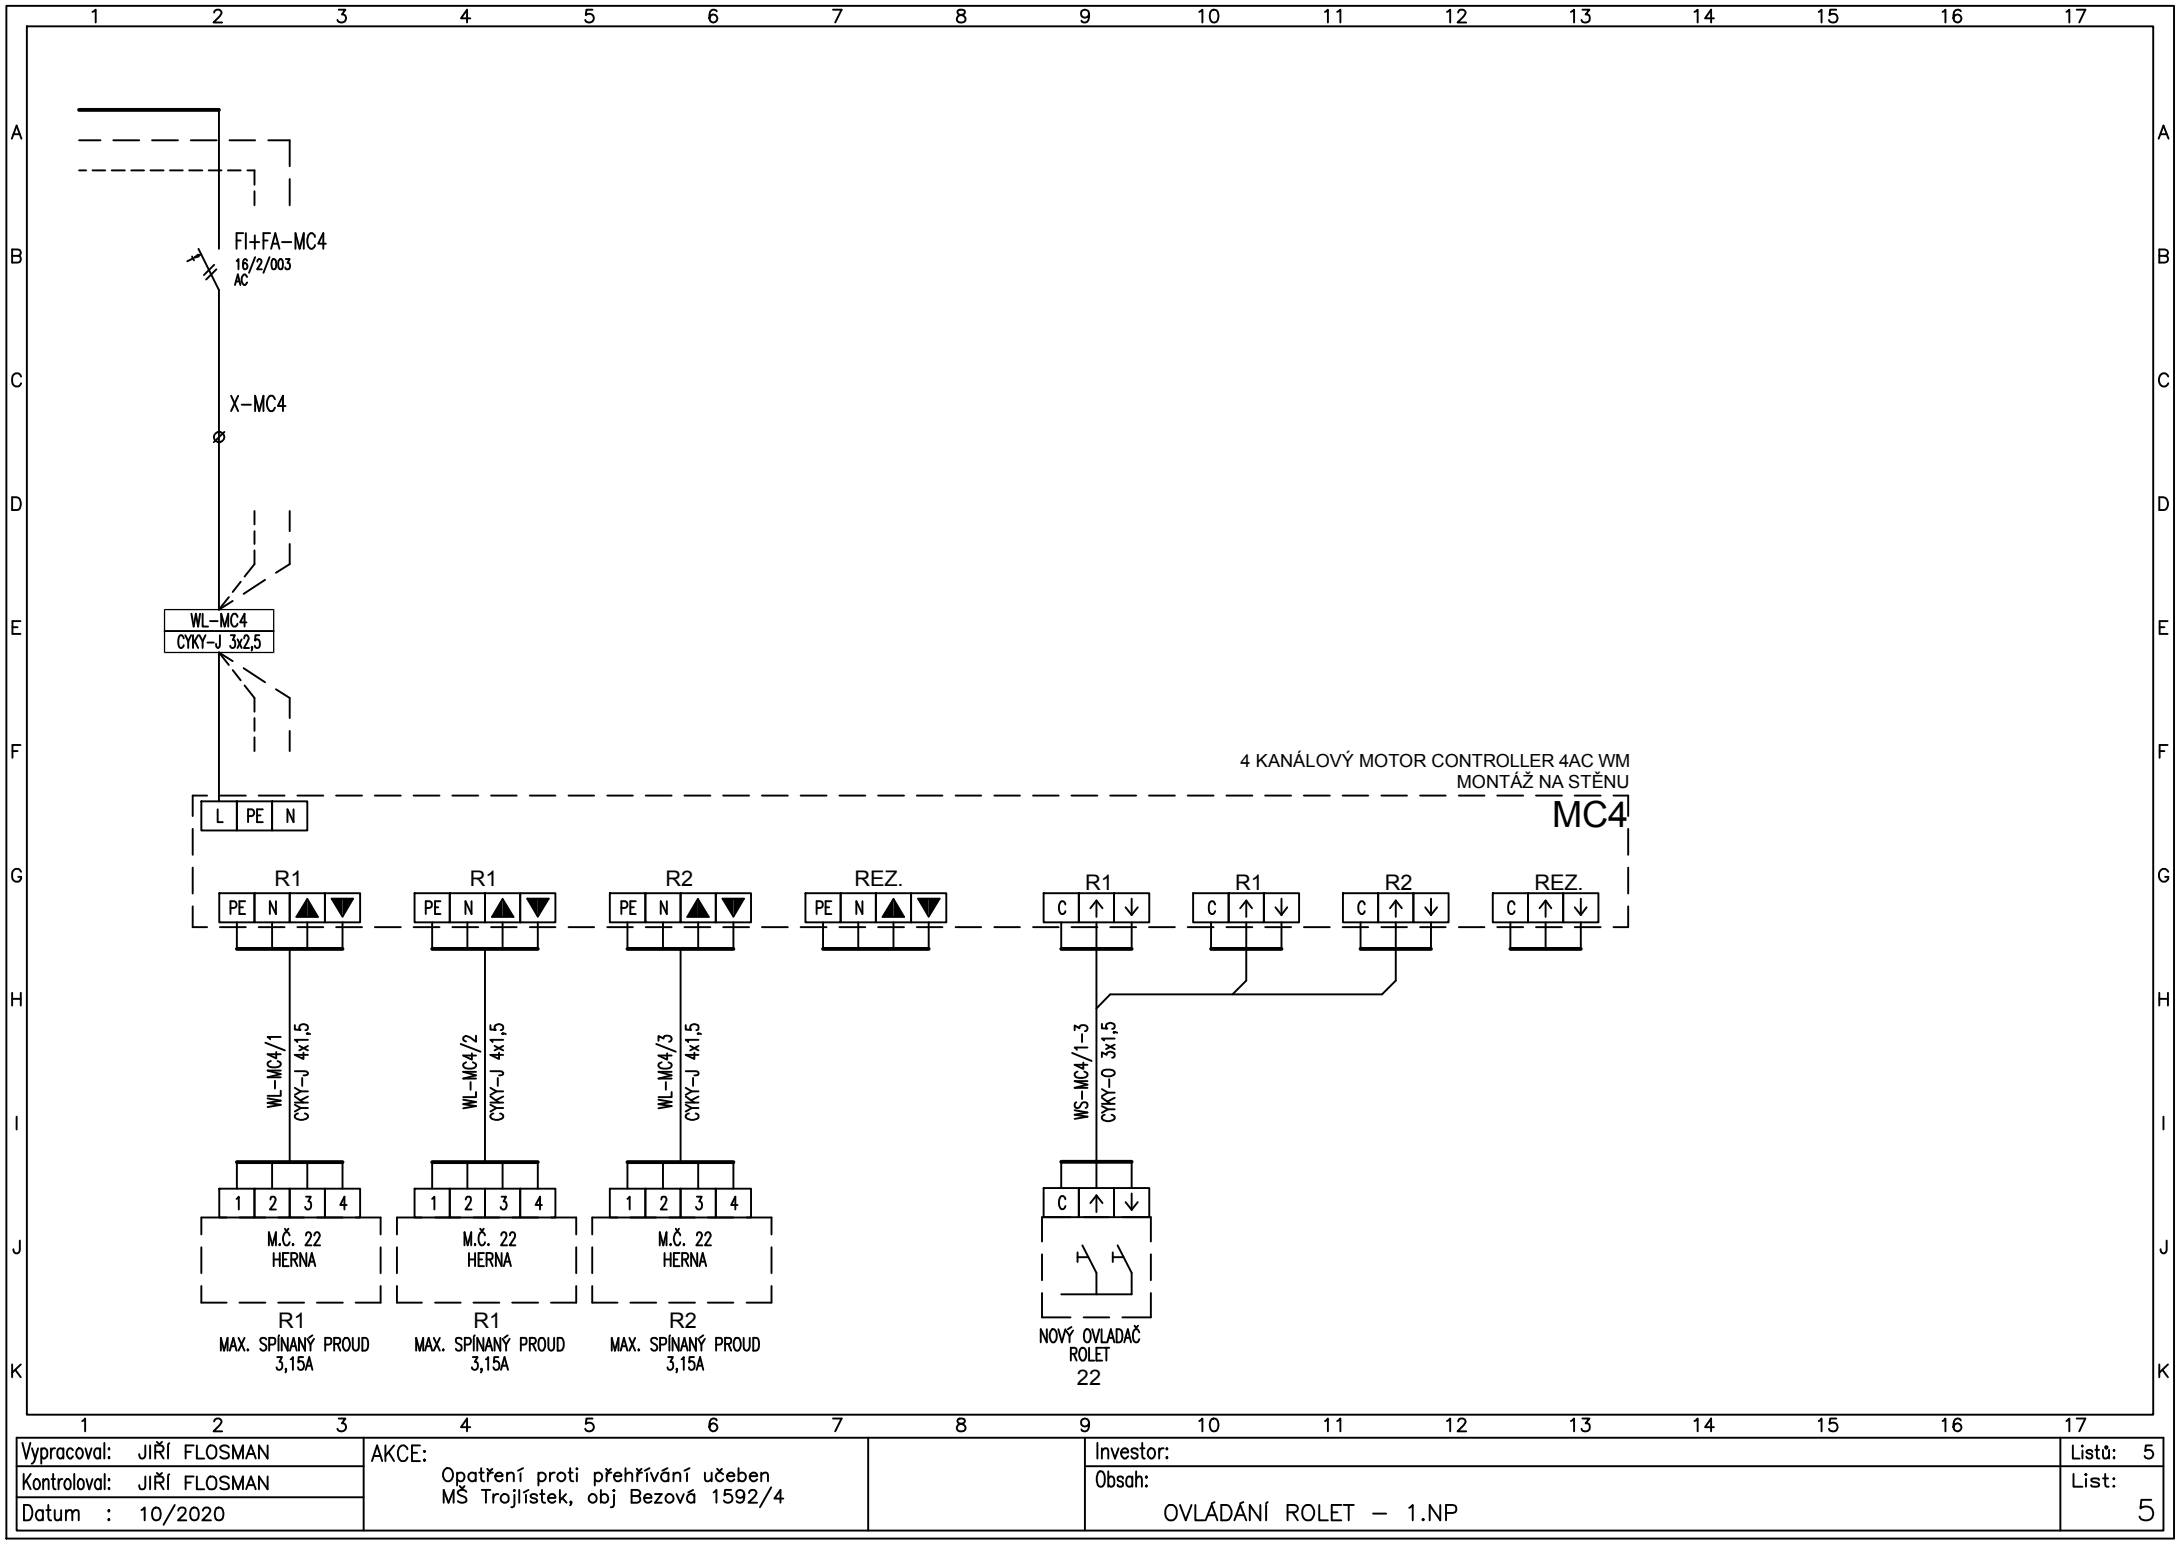 1 2 3 4 5 6 7 8 9 10 11 12 13 14 15 16 17
A A
FI+FA-MC4
B B
16/2/003
AC
C C
X-MC4
D D
WL-MC4
E E
CYKY-J 3x2,5
F F
4 KANÁLOVÝ MOTOR CONTROLLER 4AC WM
MONTÁŽ NA STĚNU
MC4
L PE N
G G
R1 R1 R2 REZ. R1 R1 R2 REZ.
PE N ▲ ▼ PE N ▲ ▼ PE N ▲ ▼ PE N ▲ ▼ C ↑ ↓ C ↑ ↓ C ↑ ↓ C ↑ ↓
H H
WL-MC4/1
CYKY-J 4x1,5
WL-MC4/2
CYKY-J 4x1,5
WL-MC4/3
CYKY-J 4x1,5
WS-MC4/1-3
CYKY-O 3x1,5
I I
1 2 3 4 1 2 3 4 1 2 3 4 C ↑ ↓
M.Č. 22 M.Č. 22 M.Č. 22
J J
HERNA HERNA HERNA
R1 R1 R2
MAX. SPÍNANÝ PROUD
3,15A
MAX. SPÍNANÝ PROUD
3,15A
MAX. SPÍNANÝ PROUD
3,15A
NOVÝ OVLADAČ
ROLET
22
K K
1 2 3 4 5 6 7 8 9 10 11 12 13 14 15 16 17
Vypracoval: JIŘÍ FLOSMAN
Kontroloval: JIŘÍ FLOSMAN
Datum : 10/2020
AKCE:
Opatření proti přehřívání učeben
MŠ Trojlístek, obj Bezová 1592/4
Investor:
Obsah:
OVLÁDÁNÍ ROLET - 1.NP
Listů: 5
List:
5